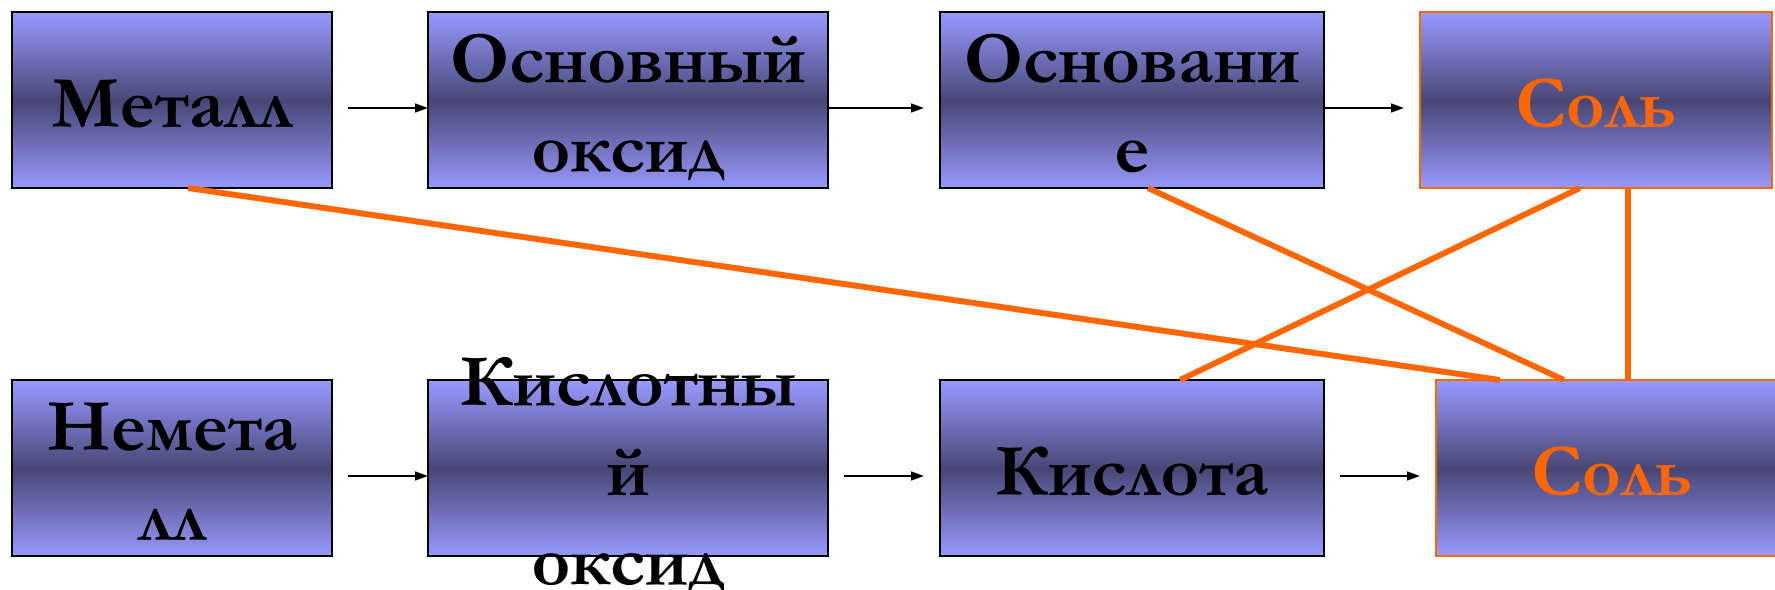 Металл
Основный
оксид
Основани
е
Соль
Немета
лл
Кислотны
й
оксид
Кислота
Соль